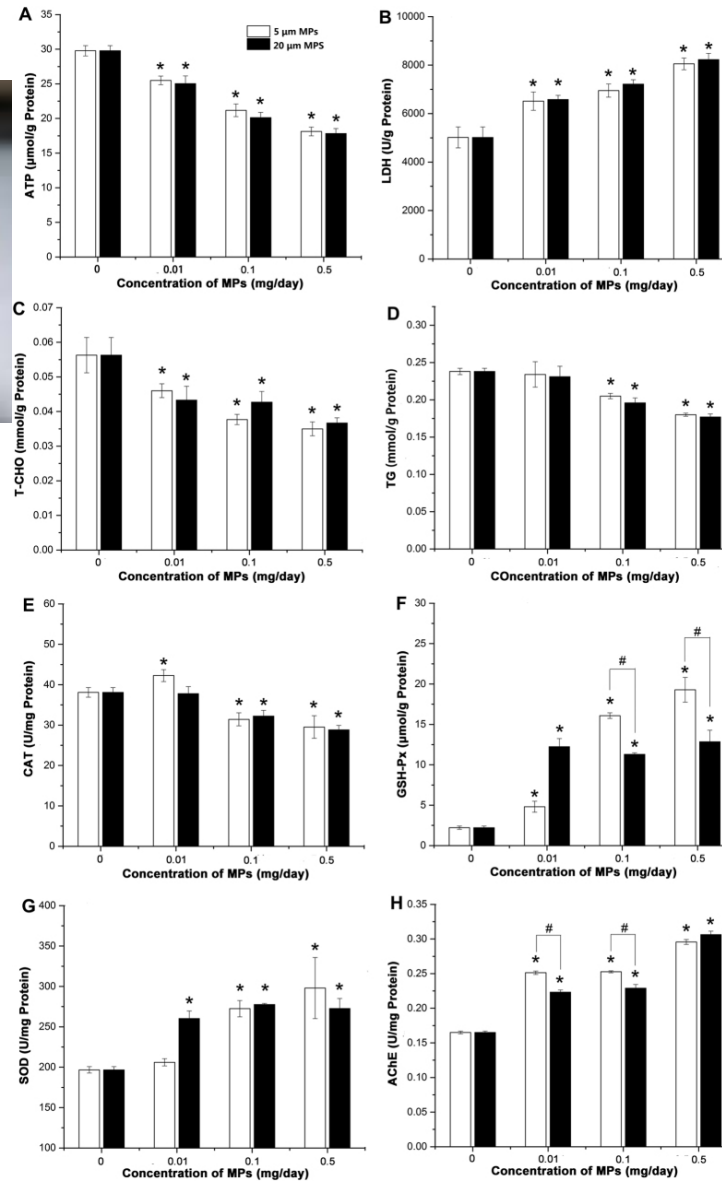 A
35
30
25
20
15
10
5
0
ATP (µmol/g Protein)
5 µm MPs
20 µm MPS
* * * * * *
0 0.01 0.1 0.5
Concentration of MPs (mg/day)
B
10000
8000
6000
4000
2000
0
LDH (U/g Protein)
* * * * * *
0 0.01 0.1 0.5
Concentration of MPs (mg/day)
C
0.07
0.06
0.05
0.04
0.03
0.02
0.01
0.00
T-CHO (mmol/g Protein)
* * * * * *
0 0.01 0.1 0.5
Concentration of MPs (mg/day)
D
0.30
0.25
0.20
0.15
0.10
0.05
0.00
TG (mmol/g Protein)
* * * *
0 0.01 0.1 0.5
COncentration of MPs (mg/day)
E
60
50
40
30
20
10
0
CAT (U/mg Protein)
* * * * *
0 0.01 0.1 0.5
Concentration of MPs (mg/day)
F
30
25
20
15
10
5
0
GSH-Px (µmol/g Protein)
# #
* * * * * *
0 0.01 0.1 0.5
Concentration of MPs (mg/day)
G
400
350
300
250
200
150
100
SOD (U/mg Protein)
* * * * *
0 0.01 0.1 0.5
Concentration of MPs (mg/day)
H
0.35
0.30
0.25
0.20
0.15
0.10
0.05
0.00
AChE (U/mg Protein)
# #
* * * * * *
0 0.01 0.1 0.5
Concentration of MPs (mg/day)